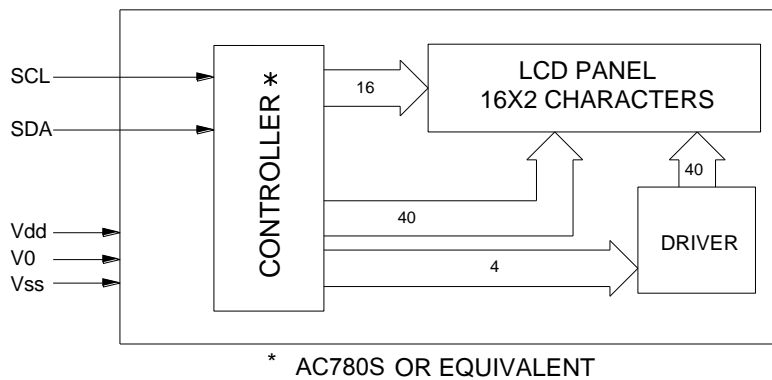 SCL
SDA
Vdd
V0
Vss
CONTROLLER *
16
LCD PANEL
16X2 CHARACTERS
40
40
4
DRIVER
* AC780S OR EQUIVALENT